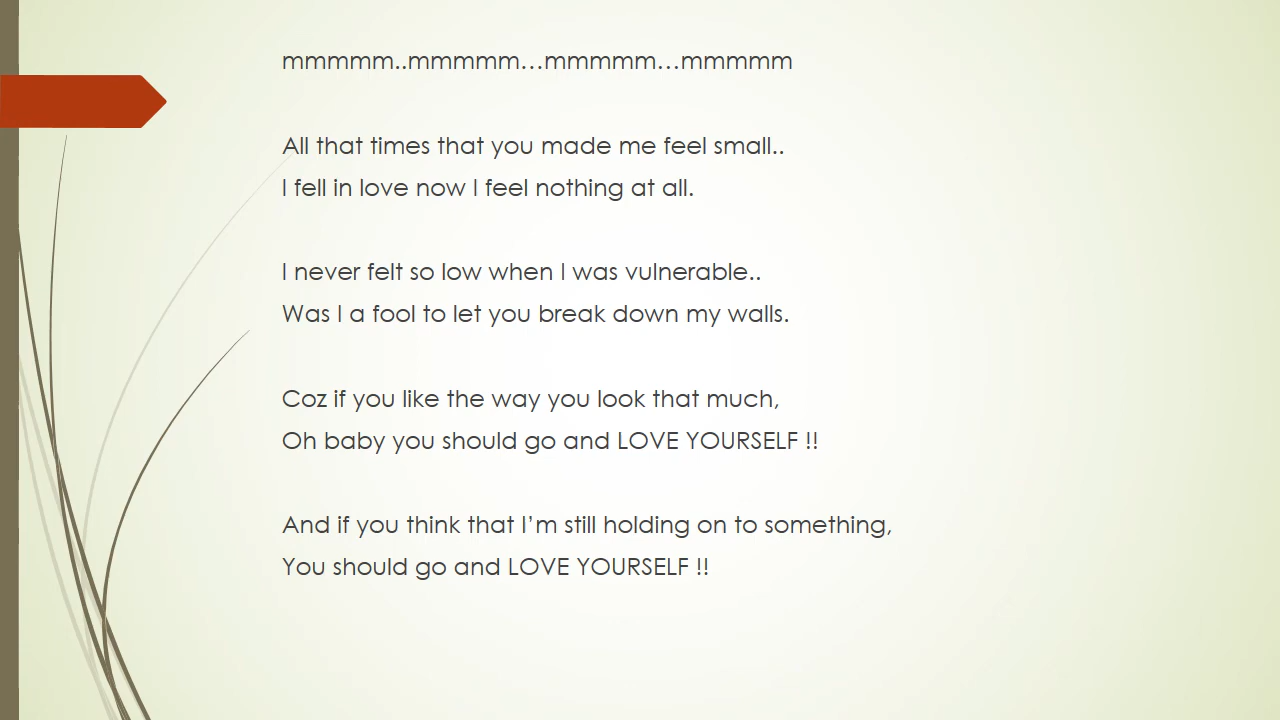 mmmmm..mmmmm...mmmmm...mmmmm
All that times that you made me feel small..
I fell in love now I feel nothing at all.
I never felt so low when I was vulnerable..
Was I a fool to let you break down my walls.
Coz if you like the way you look that much,
Oh baby you should go and LOVE YOURSELF !!
And if you think that I'm still holding on to something,
You should go and LOVE YOURSELF !!